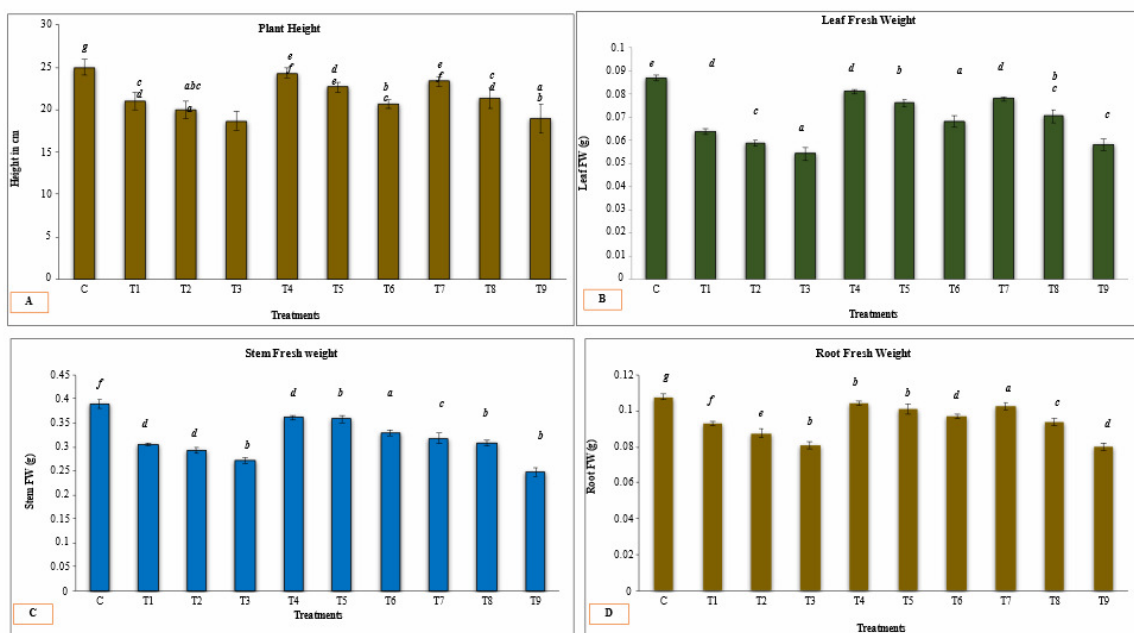 Plant Height
30
25
20
15
10
5
0
Height in cm
g
c
d
abc
a
e
f
d
e
b
c
e
f
c
d
a
b
C T1 T2 T3 T4 T5 T6 T7 T8 T9
A
Treatments
Leaf Fresh Weight
0.1
0.09
0.08
0.07
0.06
0.05
0.04
0.03
0.02
0.01
0
Leaf FW (g)
e d c a d b a d b c
c
C T1 T2 T3 T4 T5 T6 T7 T8 T9
B
Treatments
Stem Fresh weight
0.45
0.4
0.35
0.3
0.25
0.2
0.15
0.1
0.05
0
Stem FW (g)
f d d b d b a c b b
C T1 T2 T3 T4 T5 T6 T7 T8 T9
C
Treatments
Root Fresh Weight
0.12
0.1
0.08
0.06
0.04
0.02
0
Root FW (g)
g f e b b b d a c d
C T1 T2 T3 T4 T5 T6 T7 T8 T9
D
Treatments